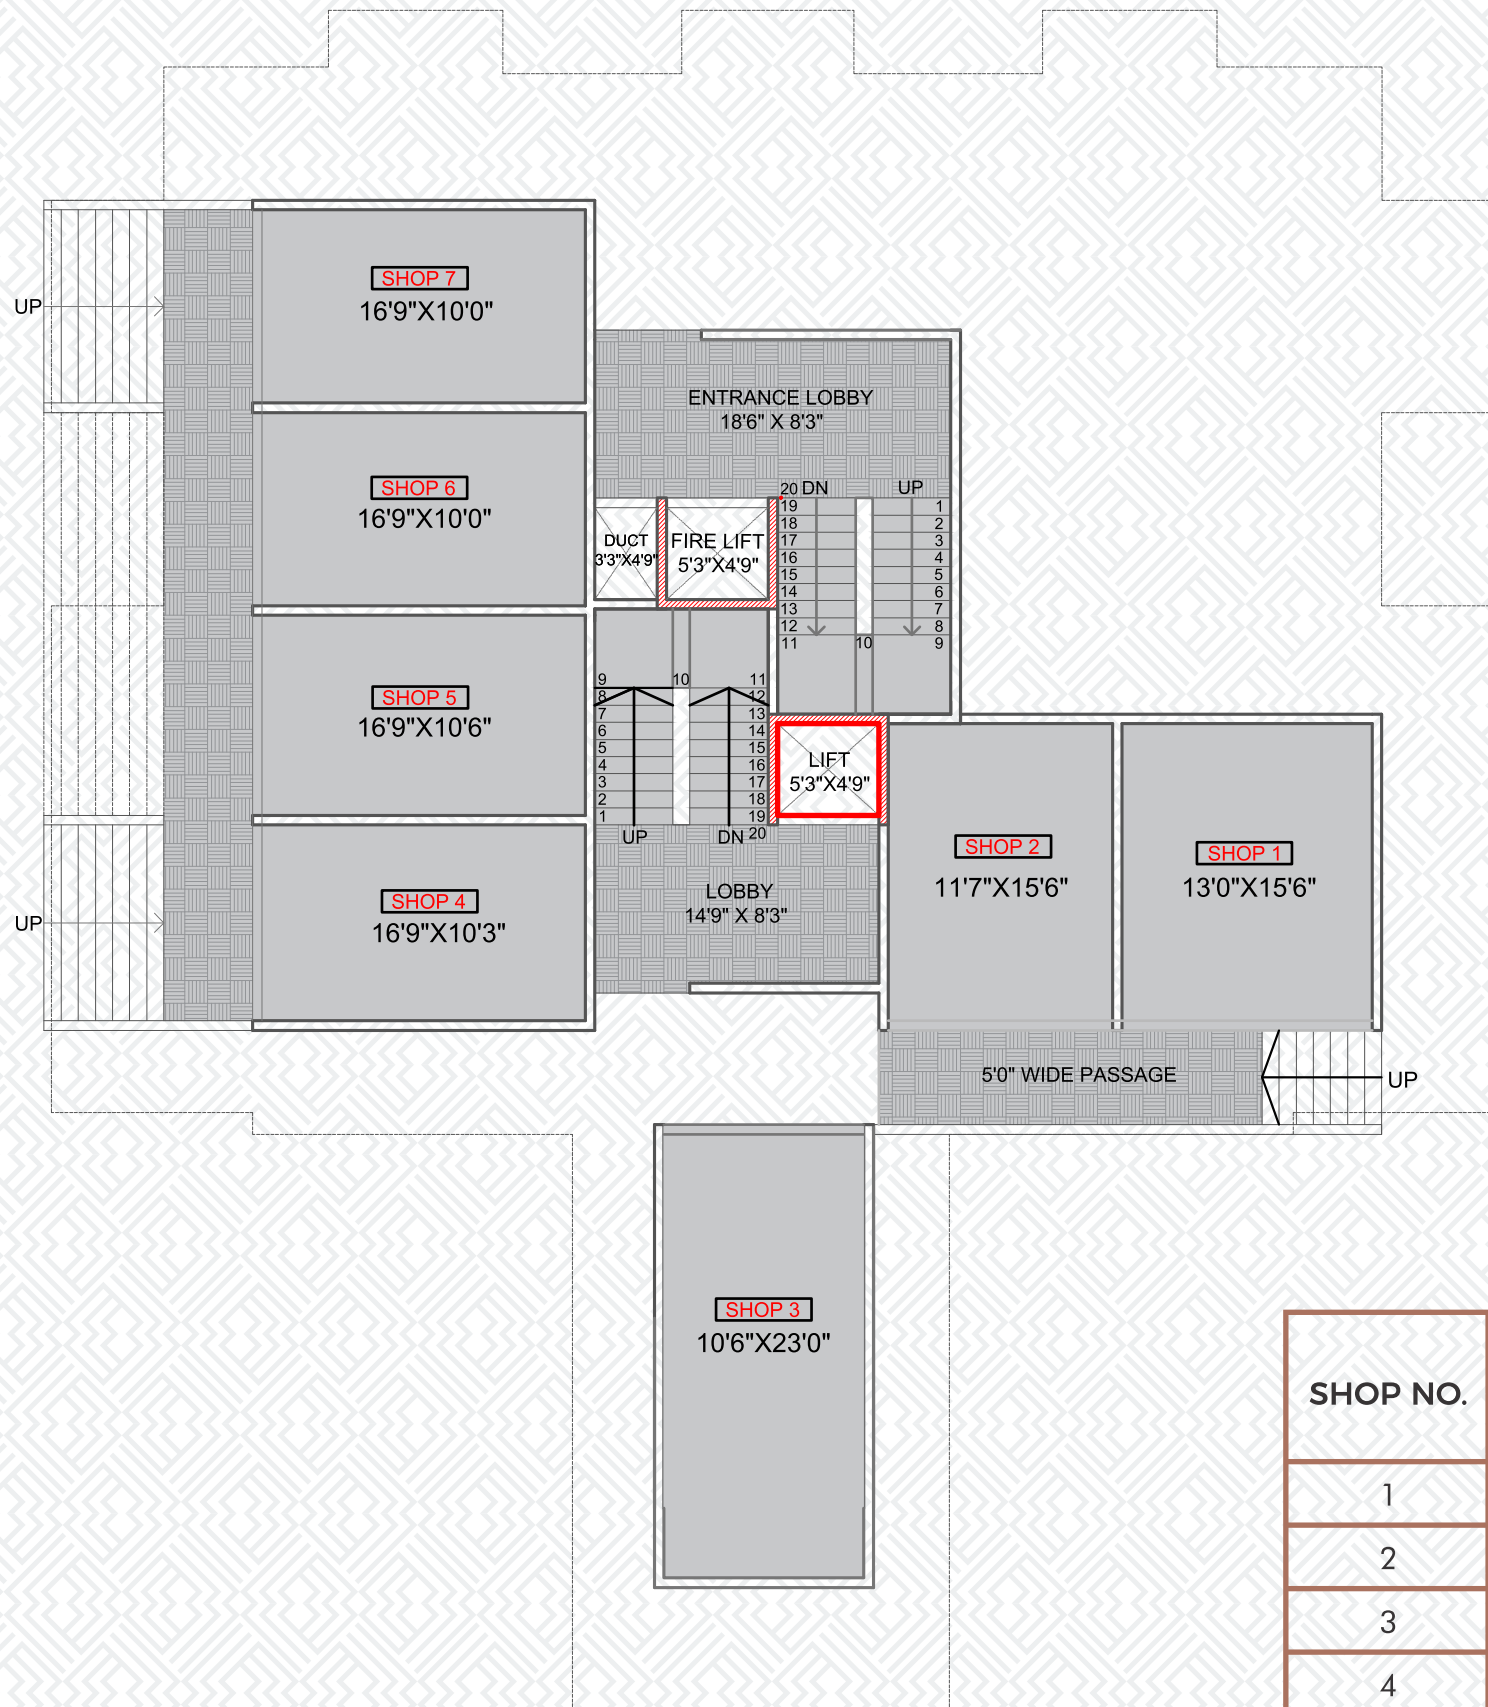 SHOP 7
16'9"X10'0"
UP
ENTRANCE LOBBY
18'6" X 8'3"
SHOP 6
16'9"X10'0"
DUCT
3'3"X4'9"
FIRE LIFT
5'3"X4'9"
20 DN
UP
19
18
17
16
15
14
13
12
11
10
1
2
3
4
5
6
7
8
9
SHOP 5
16'9"X10'6"
9
8
7
6
5
4
3
2
1
10
11
12
13
14
15
16
17
18
19
20
UP
DN
LIFT
5'3"X4'9"
SHOP 2
11'7"X15'6"
SHOP 1
13'0"X15'6"
SHOP 4
16'9"X10'3"
UP
LOBBY
14'9" X 8'3"
5'0" WIDE PASSAGE
UP
SHOP 3
10'6"X23'0"
SHOP NO.
1
2
3
4